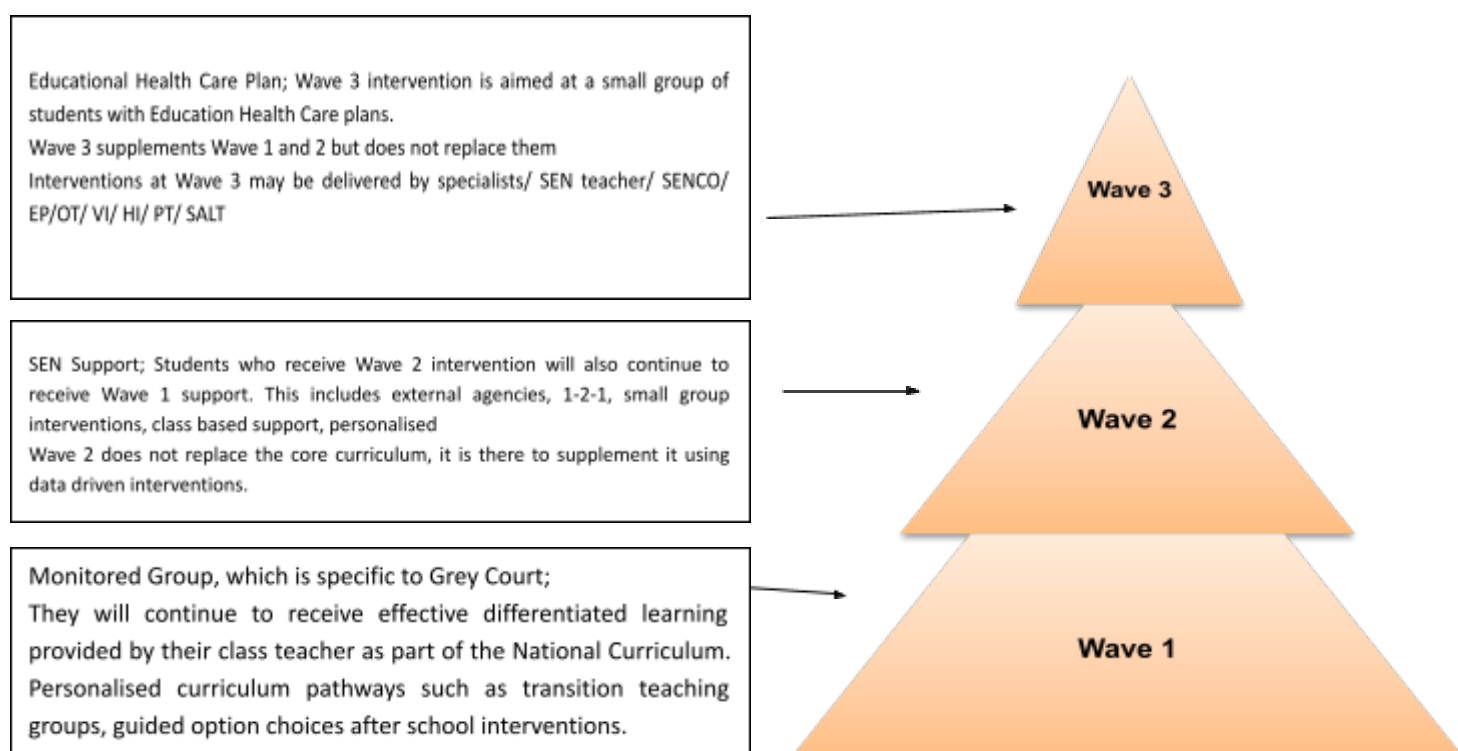 Educational Health Care Plan; Wave 3 intervention is aimed at a small group of
students with Education Health Care plans.
Wave 3 supplements Wave 1 and 2 but does not replace them
Interventions at Wave 3 may be delivered by specialists/ SEN teacher/ SENCO/
EP/OT/ VI/ HI/ PT/ SALT
Wave 3
SEN Support; Students who receive Wave 2 intervention will also continue to
receive Wave 1 support. This includes external agencies, 1-2-1, small group
interventions, class based support, personalised
Wave 2 does not replace the core curriculum, it is there to supplement it using
data driven interventions.
Wave 2
Monitored Group, which is specific to Grey Court;
They will continue to receive effective differentiated learning
provided by their class teacher as part of the National Curriculum.
Personalised curriculum pathways such as transition teaching
groups, guided option choices after school interventions.
Wave 1